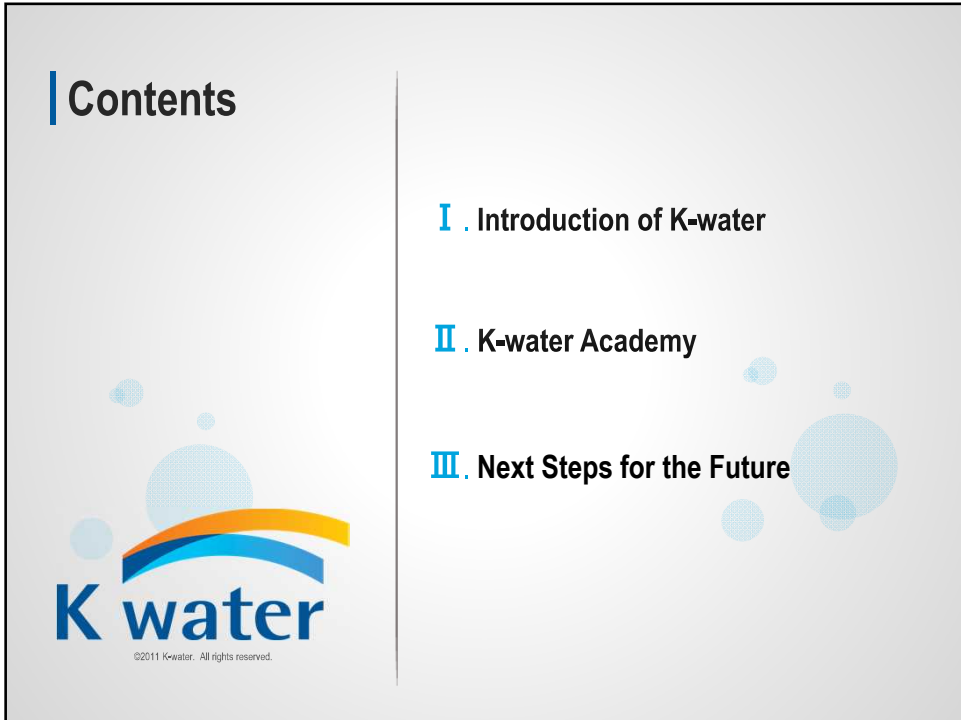 Contents
Ⅰ. Introduction of K-water
Ⅱ. K-water Academy
Ⅲ. Next Steps for the Future
K water
©2011 K-water. All rights reserved.